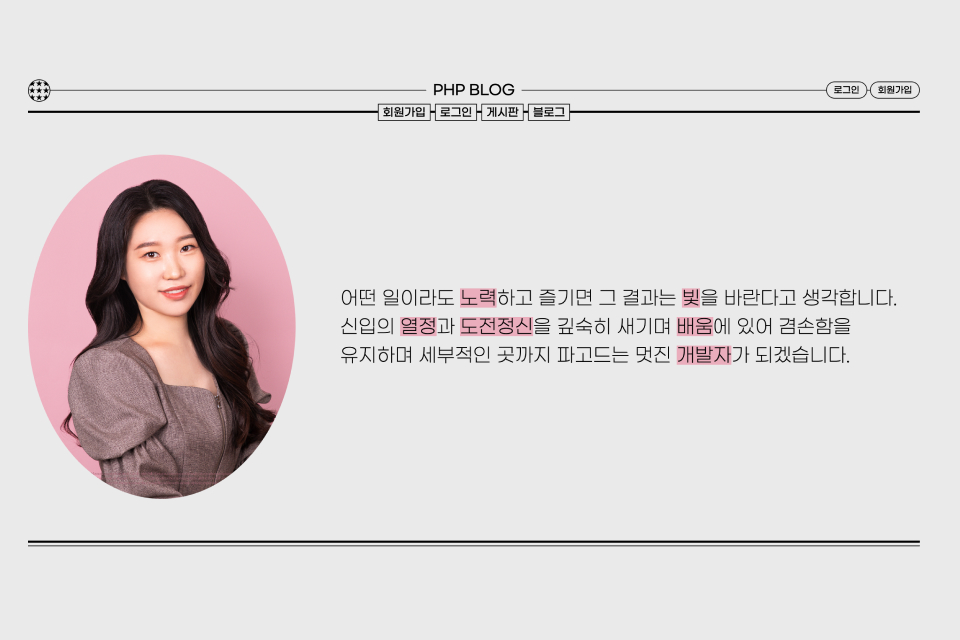 PHP BLOG
로그인 회원가입
회원가입 로그인 게시판 블로그
어떤 일이라도 노력하고 즐기면 그 결과는 빛을 바란다고 생각합니다.
신입의 열정과 도전정신을 깊숙히 새기며 배움에 있어 겸손함을
유지하며 세부적인 곳까지 파고드는 멋진 개발자가 되겠습니다.